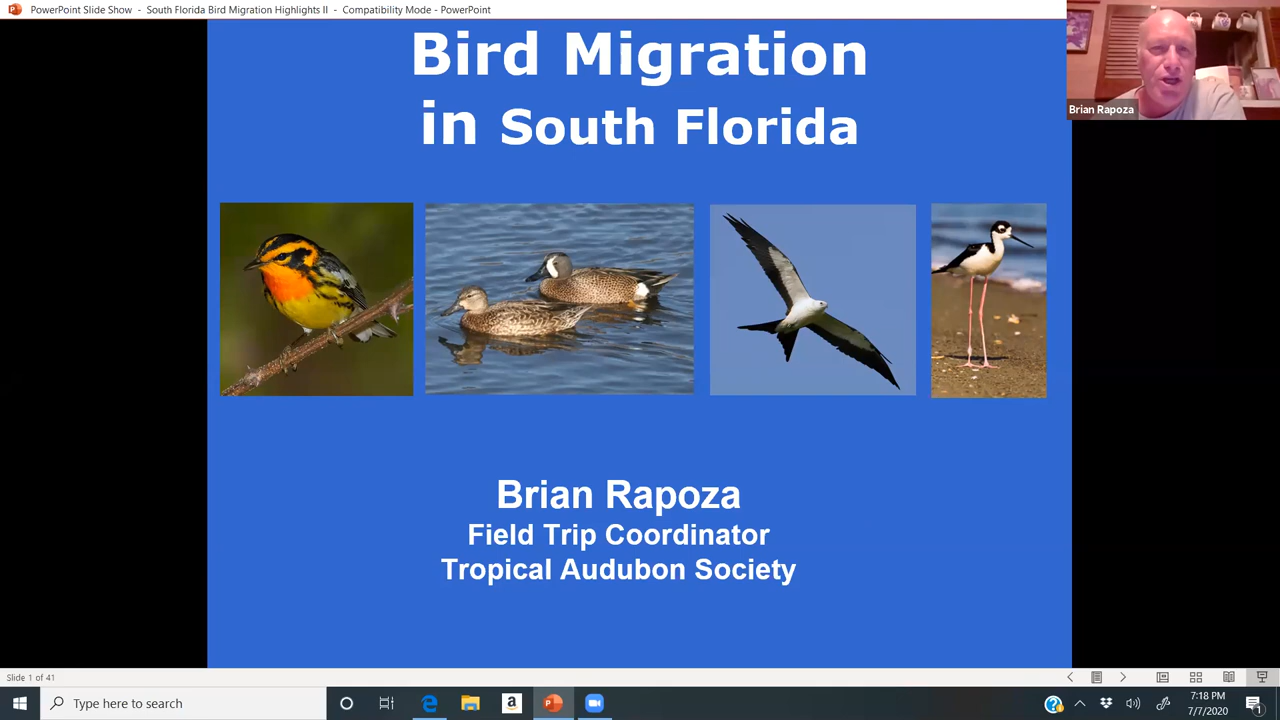 PowerPoint Slide Show - South Florida Bird Migration Highlights II - Compatibility Mode - PowerPoint
Brian Rapoza
Bird Migration
in South Florida
Brian Rapoza
Field Trip Coordinator
Tropical Audubon Society
Slide 1 of 41
Type here to search
7:18 PM
7/7/2020